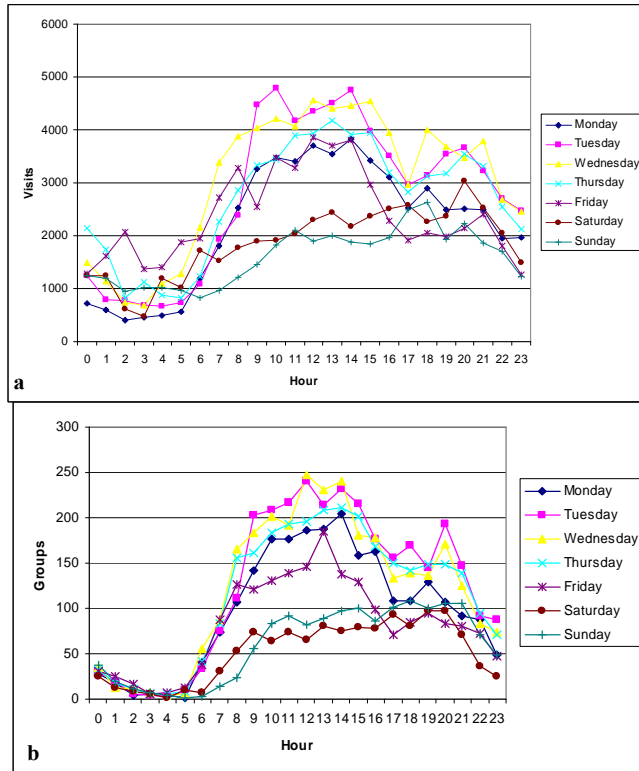 6000
5000
4000
3000
2000
1000
0
Visits
0 1 2 3 4 5 6 7 8 9 10 11 12 13 14 15 16 17 18 19 20 21 22 23
Hour
Monday
Tuesday
Wednesday
Thursday
Friday
Saturday
Sunday
a
300
250
200
150
100
50
0
Groups
0 1 2 3 4 5 6 7 8 9 10 11 12 13 14 15 16 17 18 19 20 21 22 23
Hour
Monday
Tuesday
Wednesday
Thursday
Friday
Saturday
Sunday
b